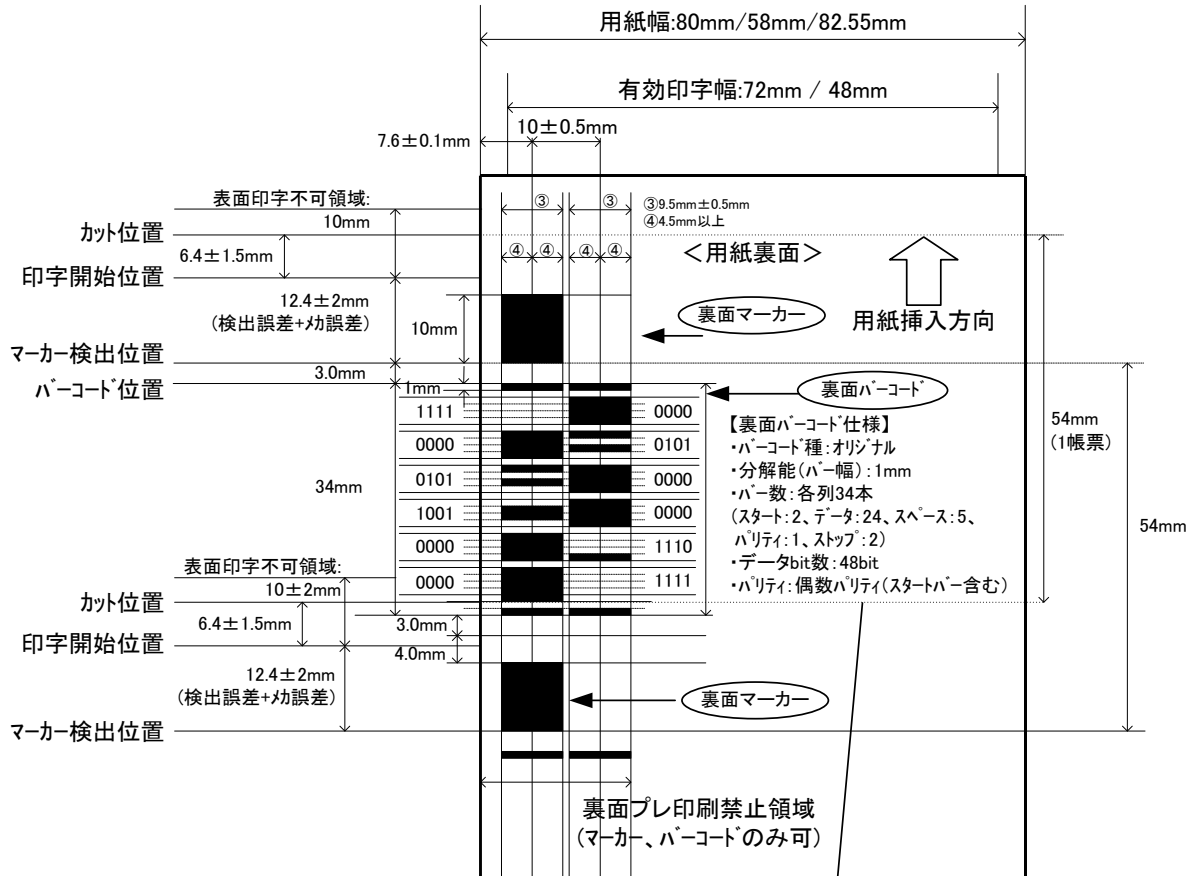 用紙幅:80mm/58mm/82.55mm
有効印字幅:72mm / 48mm
7.6±0.1mm
10±0.5mm
表面印字不可領域:
10mm
③
③
③9.5mm±0.5mm
④4.5mm以上
カット位置
④
④
④
④
<用紙裏面>
6.4±1.5mm
印字開始位置
12.4±2mm
(検出誤差+メカ誤差)
10mm
裏面マーカー
用紙挿入方向
マーカー検出位置
3.0mm
バーコード位置
1mm
裏面バーコード
1111
0000
0000
0101
0101
0000
1001
0000
0000
1110
0000
1111
34mm
【裏面バーコード仕様】
・バーコード種:オリジナル
・分解能(バー幅):1mm
・バー数:各列34本
(スタート:2、データ:24、スペース:5、
パリティ:1、ストップ:2)
・データbit数:48bit
・パリティ:偶数パリティ(スタートバー含む)
54mm
(1帳票)
54mm
表面印字不可領域:
10±2mm
カット位置
6.4±1.5mm
3.0mm
印字開始位置
4.0mm
12.4±2mm
(検出誤差+メカ誤差)
裏面マーカー
マーカー検出位置
裏面プレ印刷禁止領域
(マーカー、バーコードのみ可)